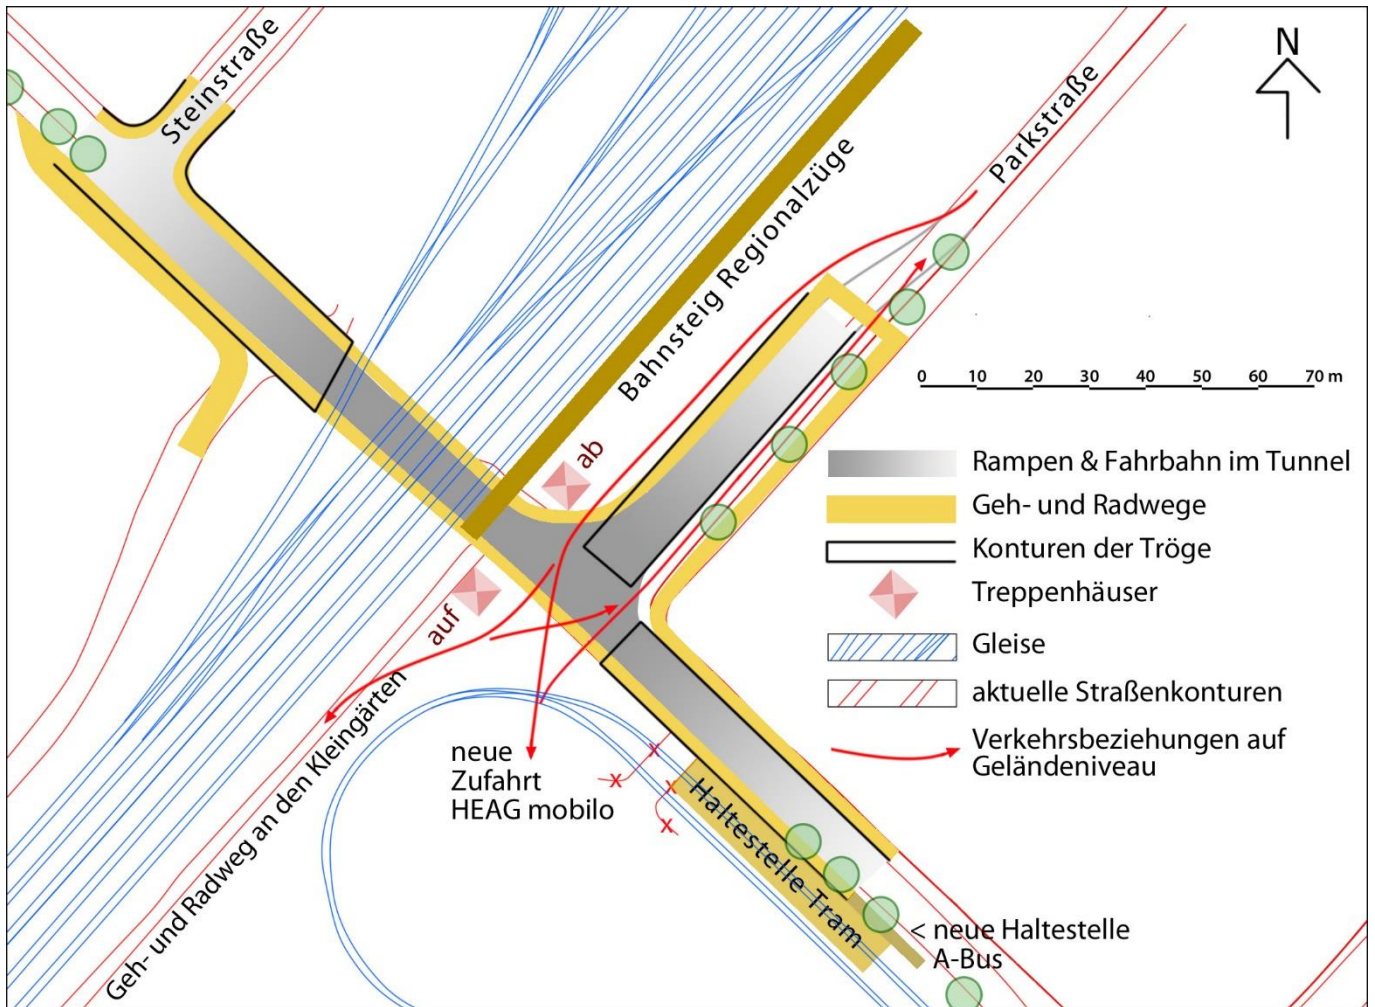 Steinstraße
N
Parkstraße
Bahnsteig Regionalzüge
0 10 20 30 40 50 60 70 m
ab
auf
Rampen & Fahrbahn im Tunnel
Geh- und Radwege
Konturen der Tröge
Treppenhäuser
Gleise
aktuelle Straßenkonturen
Verkehrsbeziehungen auf
Geländeniveau
Geh- und Radweg an den Kleingärten
neue
Zufahrt
HEAG mobilo
x
x
x
x
Haltestelle Tram
< neue Haltestelle
A-Bus